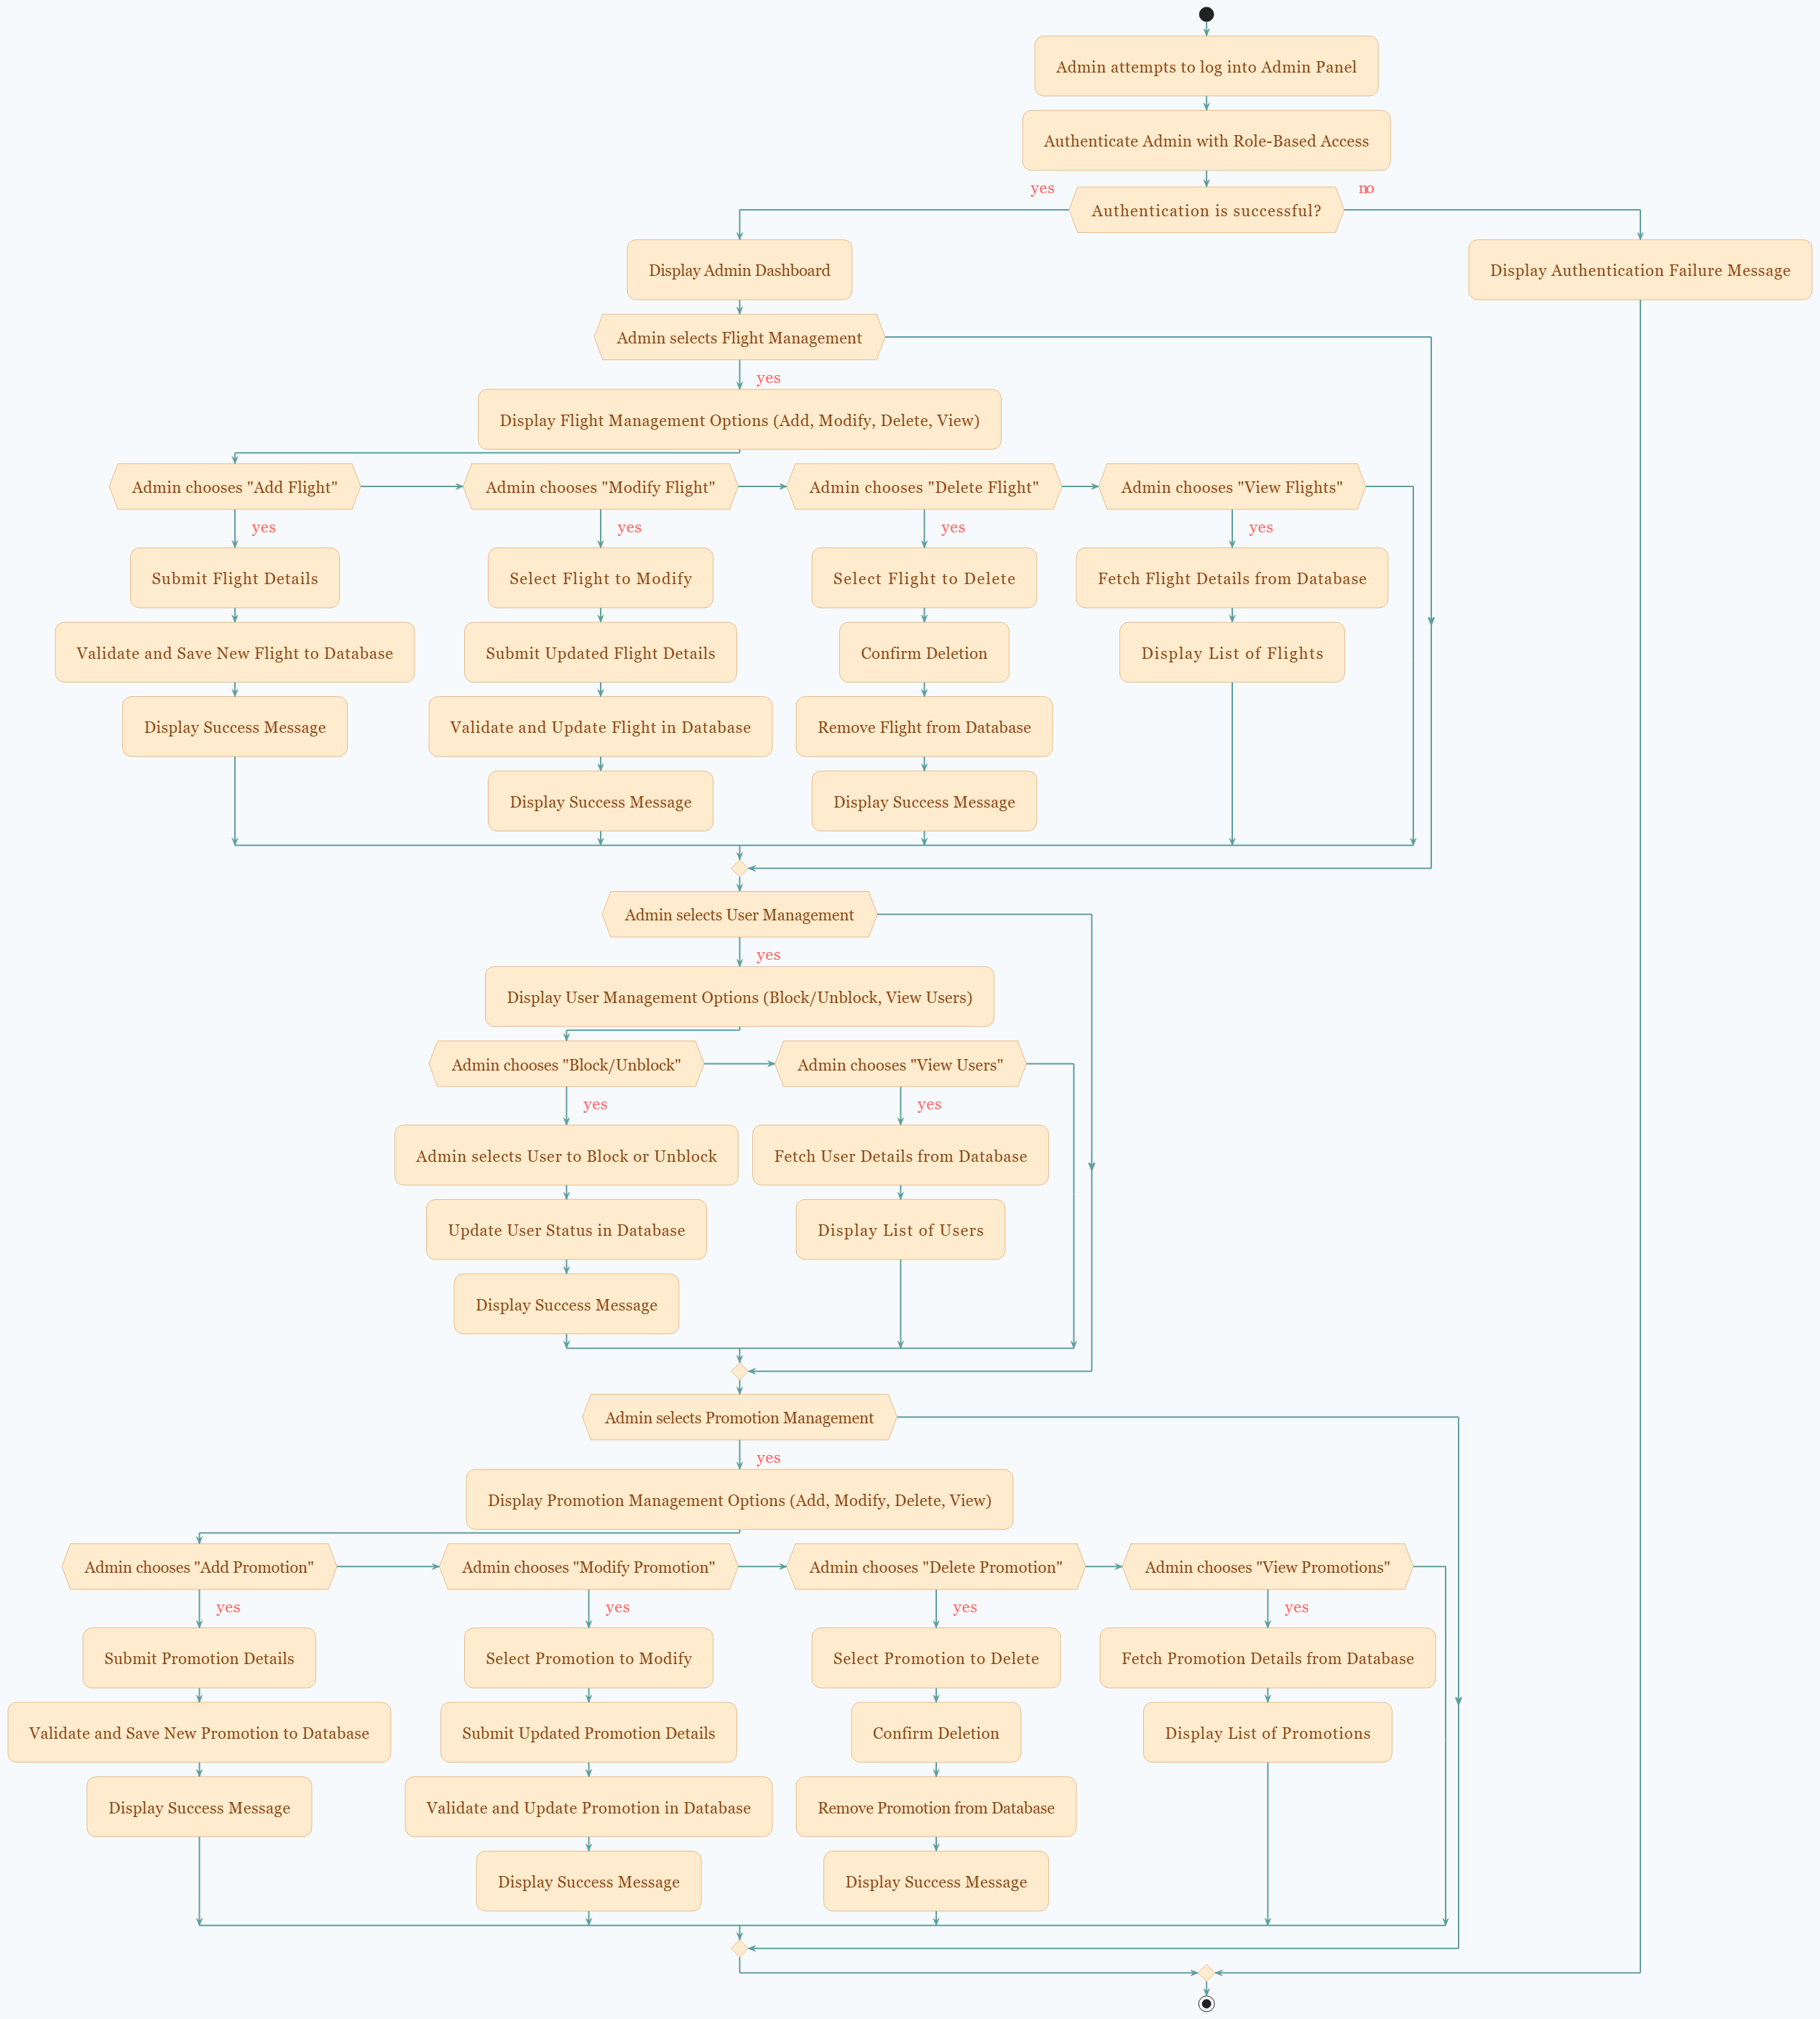 Admin attempts to log into Admin Panel
Authenticate Admin with Role-Based Access
yes
Authentication is successful?
no
Display Admin Dashboard
Display Authentication Failure Message
Admin selects Flight Management
yes
Display Flight Management Options (Add, Modify, Delete, View)
Admin chooses "Add Flight"
Admin chooses "Modify Flight"
Admin chooses "Delete Flight"
Admin chooses "View Flights"
yes
yes
yes
yes
Submit Flight Details
Select Flight to Modify
Select Flight to Delete
Fetch Flight Details from Database
Validate and Save New Flight to Database
Submit Updated Flight Details
Confirm Deletion
Display List of Flights
Display Success Message
Validate and Update Flight in Database
Remove Flight from Database
Display Success Message
Display Success Message
Admin selects User Management
yes
Display User Management Options (Block/Unblock, View Users)
Admin chooses "Block/Unblock"
Admin chooses "View Users"
yes
yes
Admin selects User to Block or Unblock
Fetch User Details from Database
Update User Status in Database
Display List of Users
Display Success Message
Admin selects Promotion Management
yes
Display Promotion Management Options (Add, Modify, Delete, View)
Admin chooses "Add Promotion"
Admin chooses "Modify Promotion"
Admin chooses "Delete Promotion"
Admin chooses "View Promotions"
yes
yes
yes
yes
Submit Promotion Details
Select Promotion to Modify
Select Promotion to Delete
Fetch Promotion Details from Database
Validate and Save New Promotion to Database
Submit Updated Promotion Details
Confirm Deletion
Display List of Promotions
Display Success Message
Validate and Update Promotion in Database
Remove Promotion from Database
Display Success Message
Display Success Message